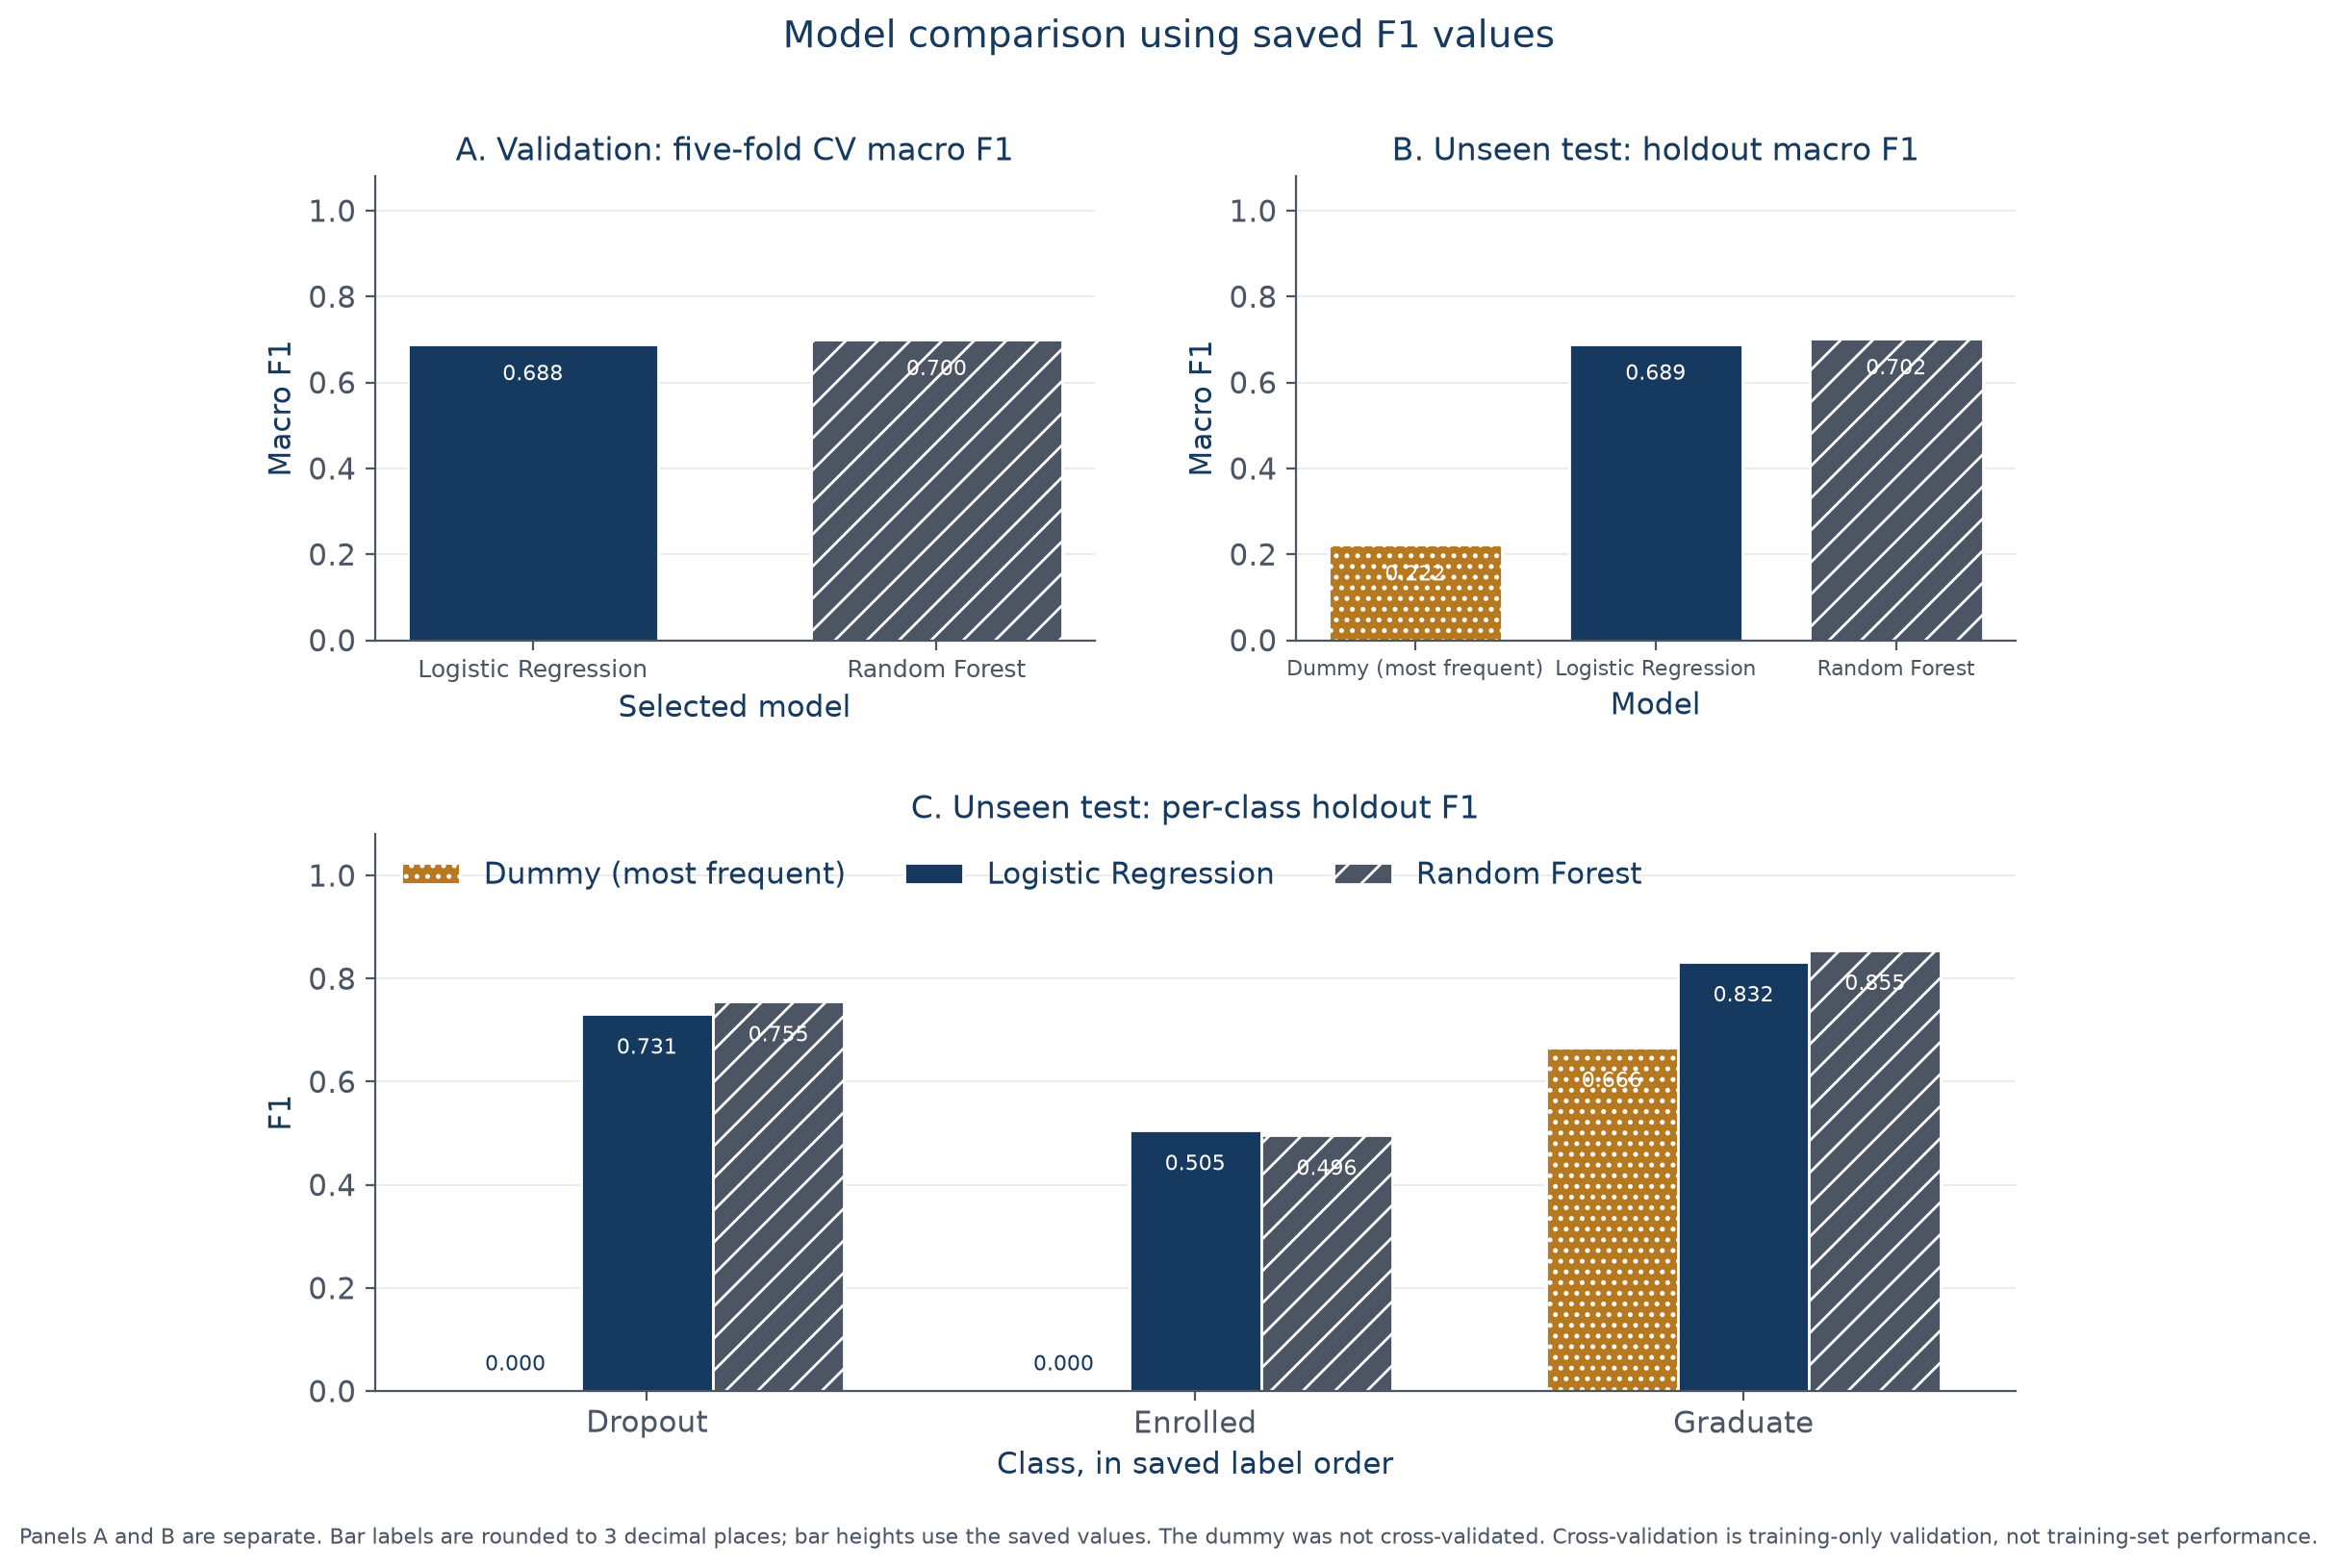 Model comparison using saved F1 values
A. Validation: five-fold CV macro F1
1.0
0.8
0.6
0.4
0.2
0.0
Macro F1
0.688
0.700
Logistic Regression
Random Forest
Selected model
B. Unseen test: holdout macro F1
1.0
0.8
0.6
0.4
0.2
0.0
Macro F1
0.222
0.689
0.702
Dummy (most frequent)
Logistic Regression
Random Forest
Model
C. Unseen test: per-class holdout F1
Dummy (most frequent)
Logistic Regression
Random Forest
1.0
0.8
0.6
0.4
0.2
0.0
F1
0.000
0.731
0.755
0.000
0.505
0.496
0.666
0.832
0.855
Dropout
Enrolled
Graduate
Class, in saved label order
Panels A and B are separate. Bar labels are rounded to 3 decimal places; bar heights use the saved values. The dummy was not cross-validated. Cross-validation is training-only validation, not training-set performance.